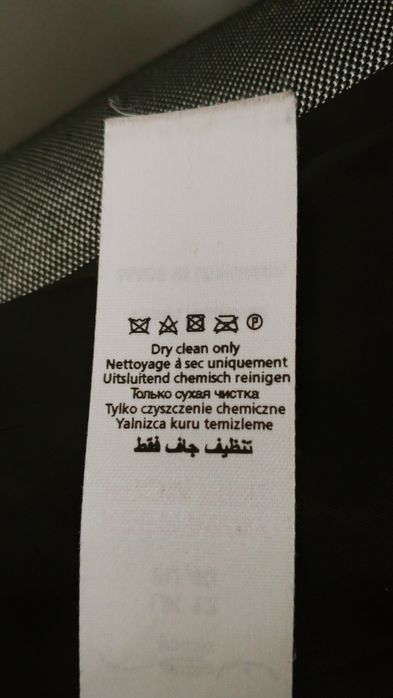 P
Dry clean only
Nettoyage à sec uniquement
Uitsluitend chemisch reinigen
Только сухая чистка
Tylko czyszczenie chemiczne
Yalnizca kuru temizleme
تنظيف جاف فقط